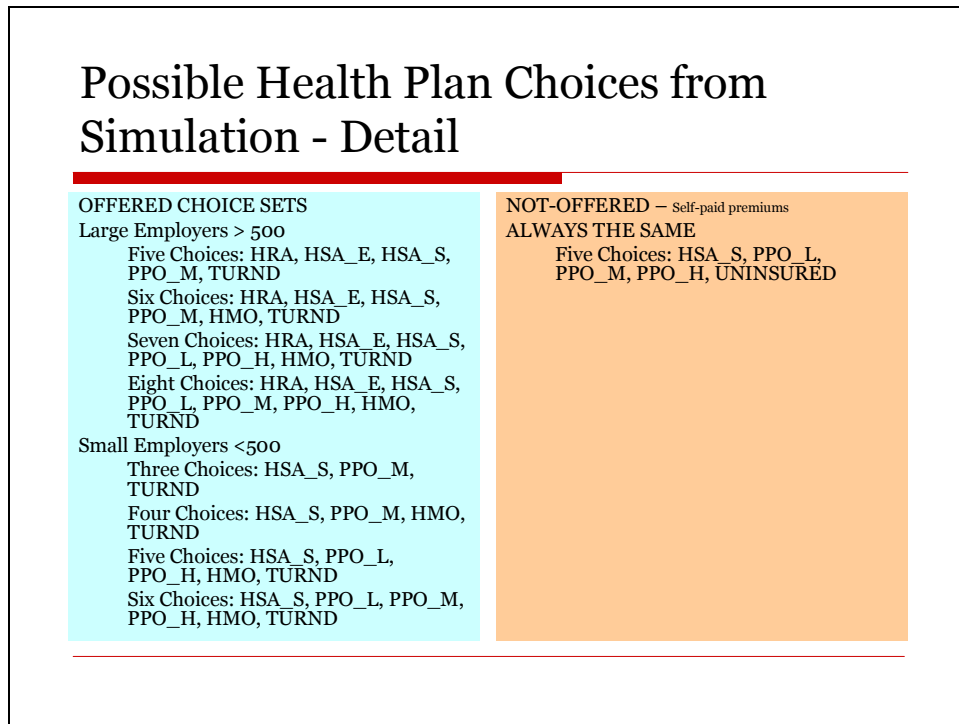 Possible Health Plan Choices from
Simulation - Detail
OFFERED CHOICE SETS
Large Employers > 500
Five Choices: HRA, HSA_E, HSA_S,
PPO_M, TURND
Six Choices: HRA, HSA_E, HSA_S,
PPO_M, HMO, TURND
Seven Choices: HRA, HSA_E, HSA_S,
PPO_L, PPO_H, HMO, TURND
Eight Choices: HRA, HSA_E, HSA_S,
PPO_L, PPO_M, PPO_H, HMO,
TURND
Small Employers <500
Three Choices: HSA_S, PPO_M,
TURND
Four Choices: HSA_S, PPO_M, HMO,
TURND
Five Choices: HSA_S, PPO_L,
PPO_H, HMO, TURND
Six Choices: HSA_S, PPO_L, PPO_M,
PPO_H, HMO, TURND
NOT-OFFERED – Self-paid premiums
ALWAYS THE SAME
Five Choices: HSA_S, PPO_L,
PPO_M, PPO_H, UNINSURED